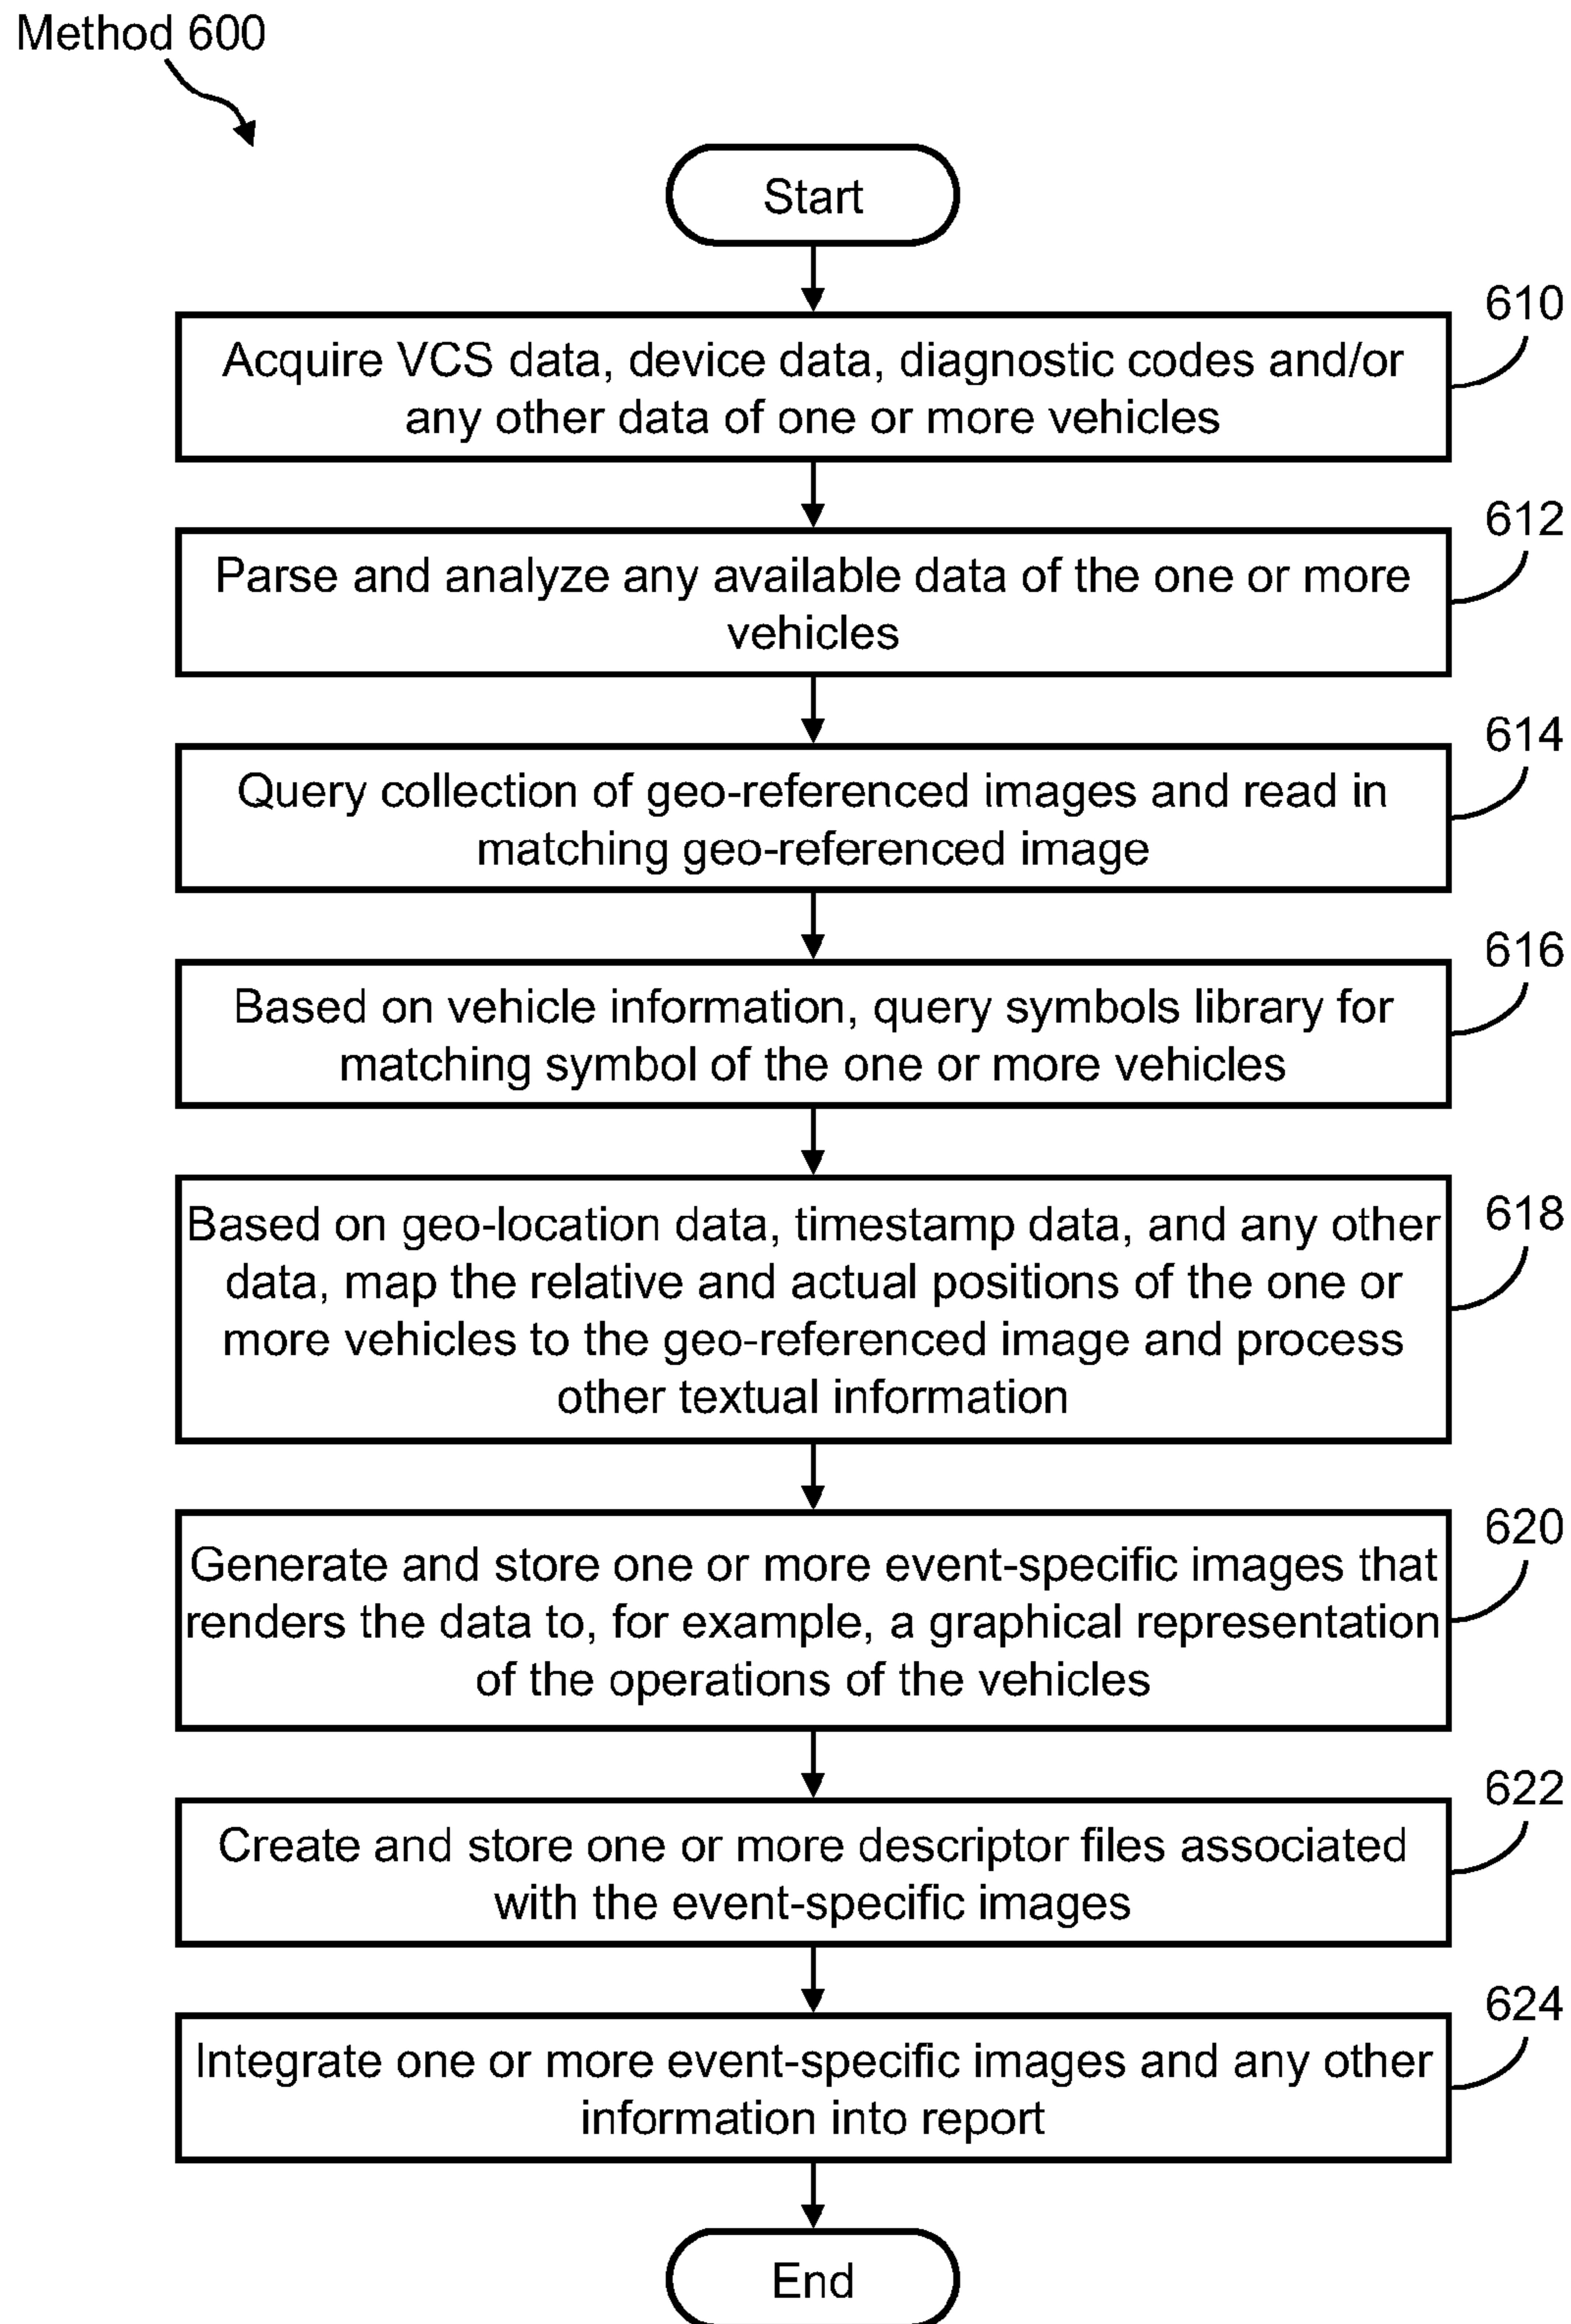 Method 600
Start
610
Acquire VCS data, device data, diagnostic codes and/or
any other data of one or more vehicles
612
Parse and analyze any available data of the one or more
vehicles
614
Query collection of geo-referenced images and read in
matching geo-referenced image
616
Based on vehicle information, query symbols library for
matching symbol of the one or more vehicles
618
Based on geo-location data, timestamp data, and any other
data, map the relative and actual positions of the one or
more vehicles to the geo-referenced image and process
other textual information
620
Generate and store one or more event-specific images that
renders the data to, for example, a graphical representation
of the operations of the vehicles
622
Create and store one or more descriptor files associated
with the event-specific images
624
Integrate one or more event-specific images and any other
information into report
End